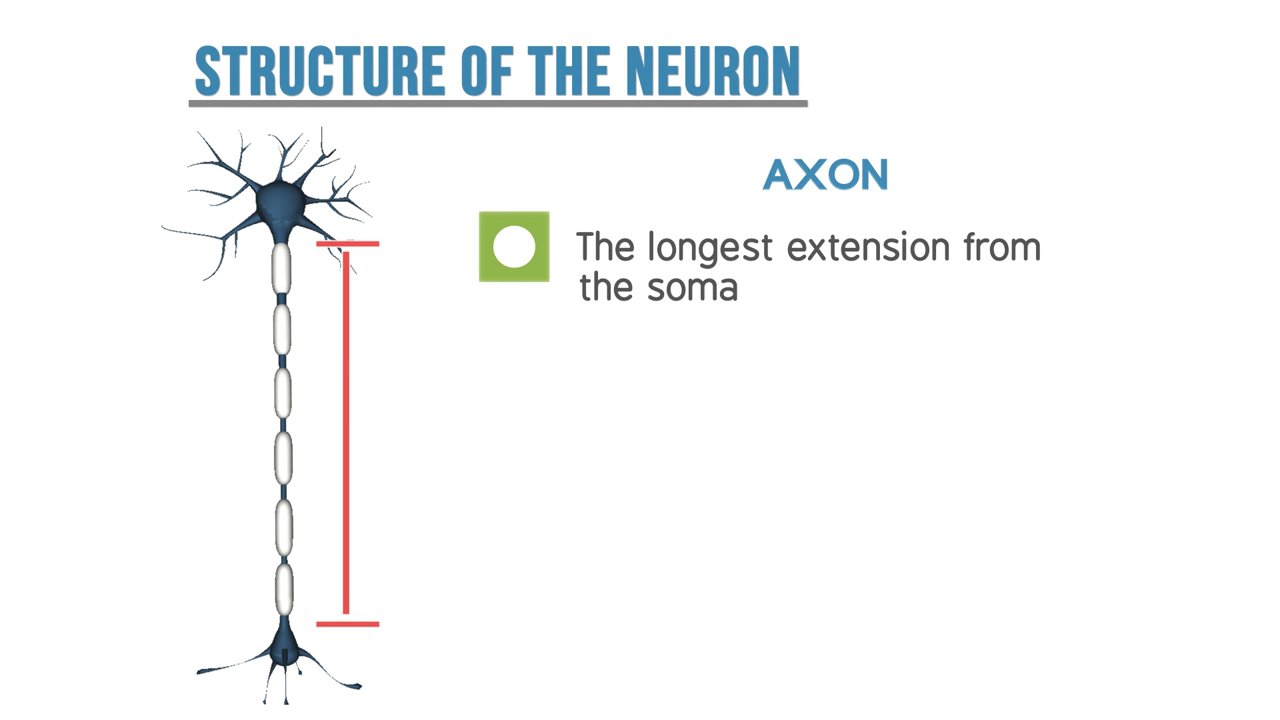 STRUCTURE OF THE NEURON
AXON
The longest extension from
the soma